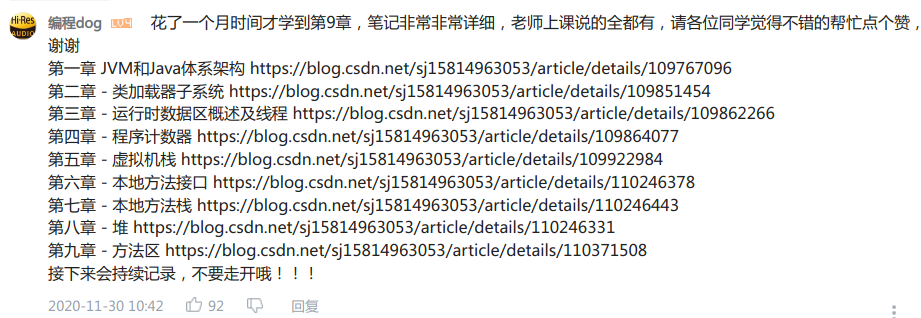 Hi-Res AUDIO
编程dog LV4 花了一个月时间才学到第9章，笔记非常非常详细，老师上课说的全都有，请各位同学觉得不错的帮忙点个赞，
谢谢
第一章 JVM和Java体系架构 https://blog.csdn.net/sj15814963053/article/details/109767096
第二章 - 类加载器子系统 https://blog.csdn.net/sj15814963053/article/details/109851454
第三章 - 运行时数据区概述及线程 https://blog.csdn.net/sj15814963053/article/details/109862266
第四章 - 程序计数器 https://blog.csdn.net/sj15814963053/article/details/109864077
第五章 - 虚拟机栈 https://blog.csdn.net/sj15814963053/article/details/109922984
第六章 - 本地方法接口 https://blog.csdn.net/sj15814963053/article/details/110246378
第七章 - 本地方法栈 https://blog.csdn.net/sj15814963053/article/details/110246443
第八章 - 堆 https://blog.csdn.net/sj15814963053/article/details/110246331
第九章 - 方法区 https://blog.csdn.net/sj15814963053/article/details/110371508
接下来会持续记录，不要走开哦！！！
2020-11-30 10:42 92 回复